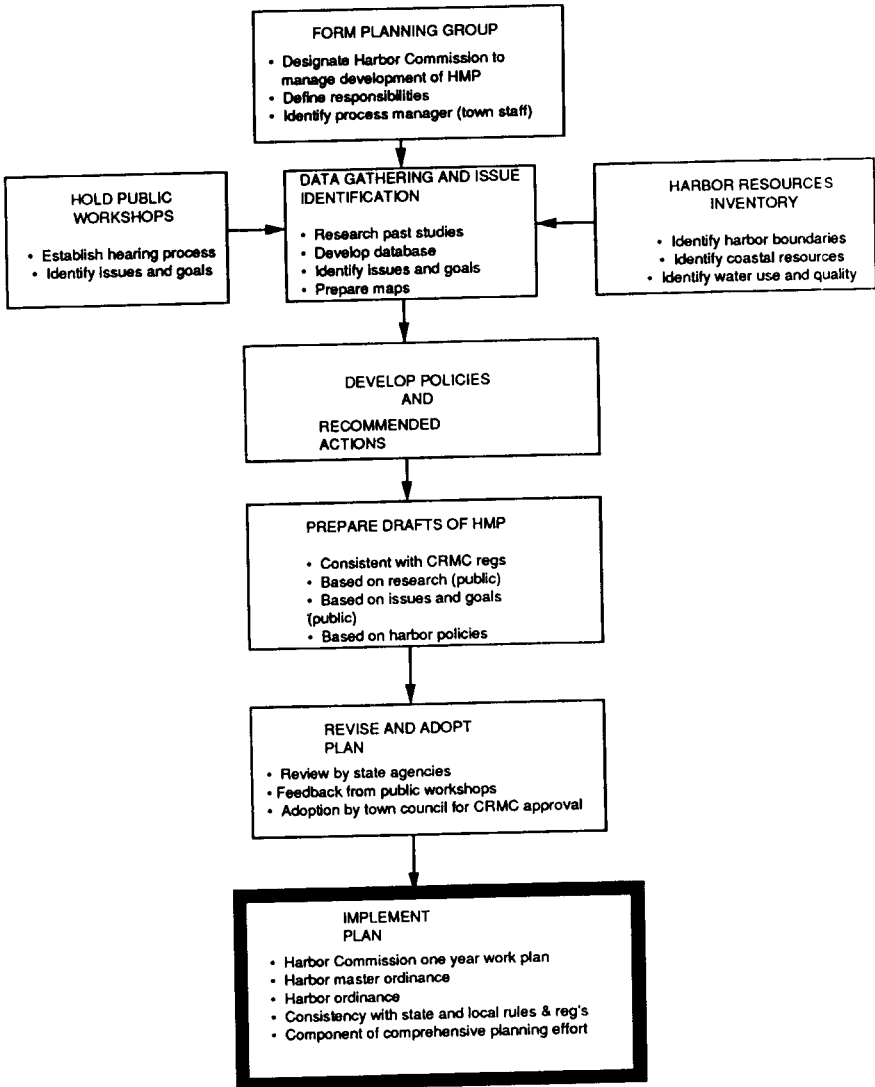 FORM PLANNING GROUP
• Designate Harbor Commission to
manage development of HMP
• Define responsibilities
• Identify process manager (town staff)
HOLD PUBLIC
WORKSHOPS
• Establish hearing process
• Identify issues and goals
DATA GATHERING AND ISSUE
IDENTIFICATION
• Research past studies
• Develop database
• Identify issues and goals
• Prepare maps
HARBOR RESOURCES
INVENTORY
• Identify harbor boundaries
• Identify coastal resources
• Identify water use and quality
DEVELOP POLICIES
AND
RECOMMENDED
ACTIONS
PREPARE DRAFTS OF HMP
• Consistent with CRMC regs
• Based on research (public)
• Based on issues and goals
(public)
• Based on harbor policies
REVISE AND ADOPT
PLAN
• Review by state agencies
• Feedback from public workshops
• Adoption by town council for CRMC approval
IMPLEMENT
PLAN
• Harbor Commission one year work plan
• Harbor master ordinance
• Harbor ordinance
• Consistency with state and local rules & reg's
• Component of comprehensive planning effort